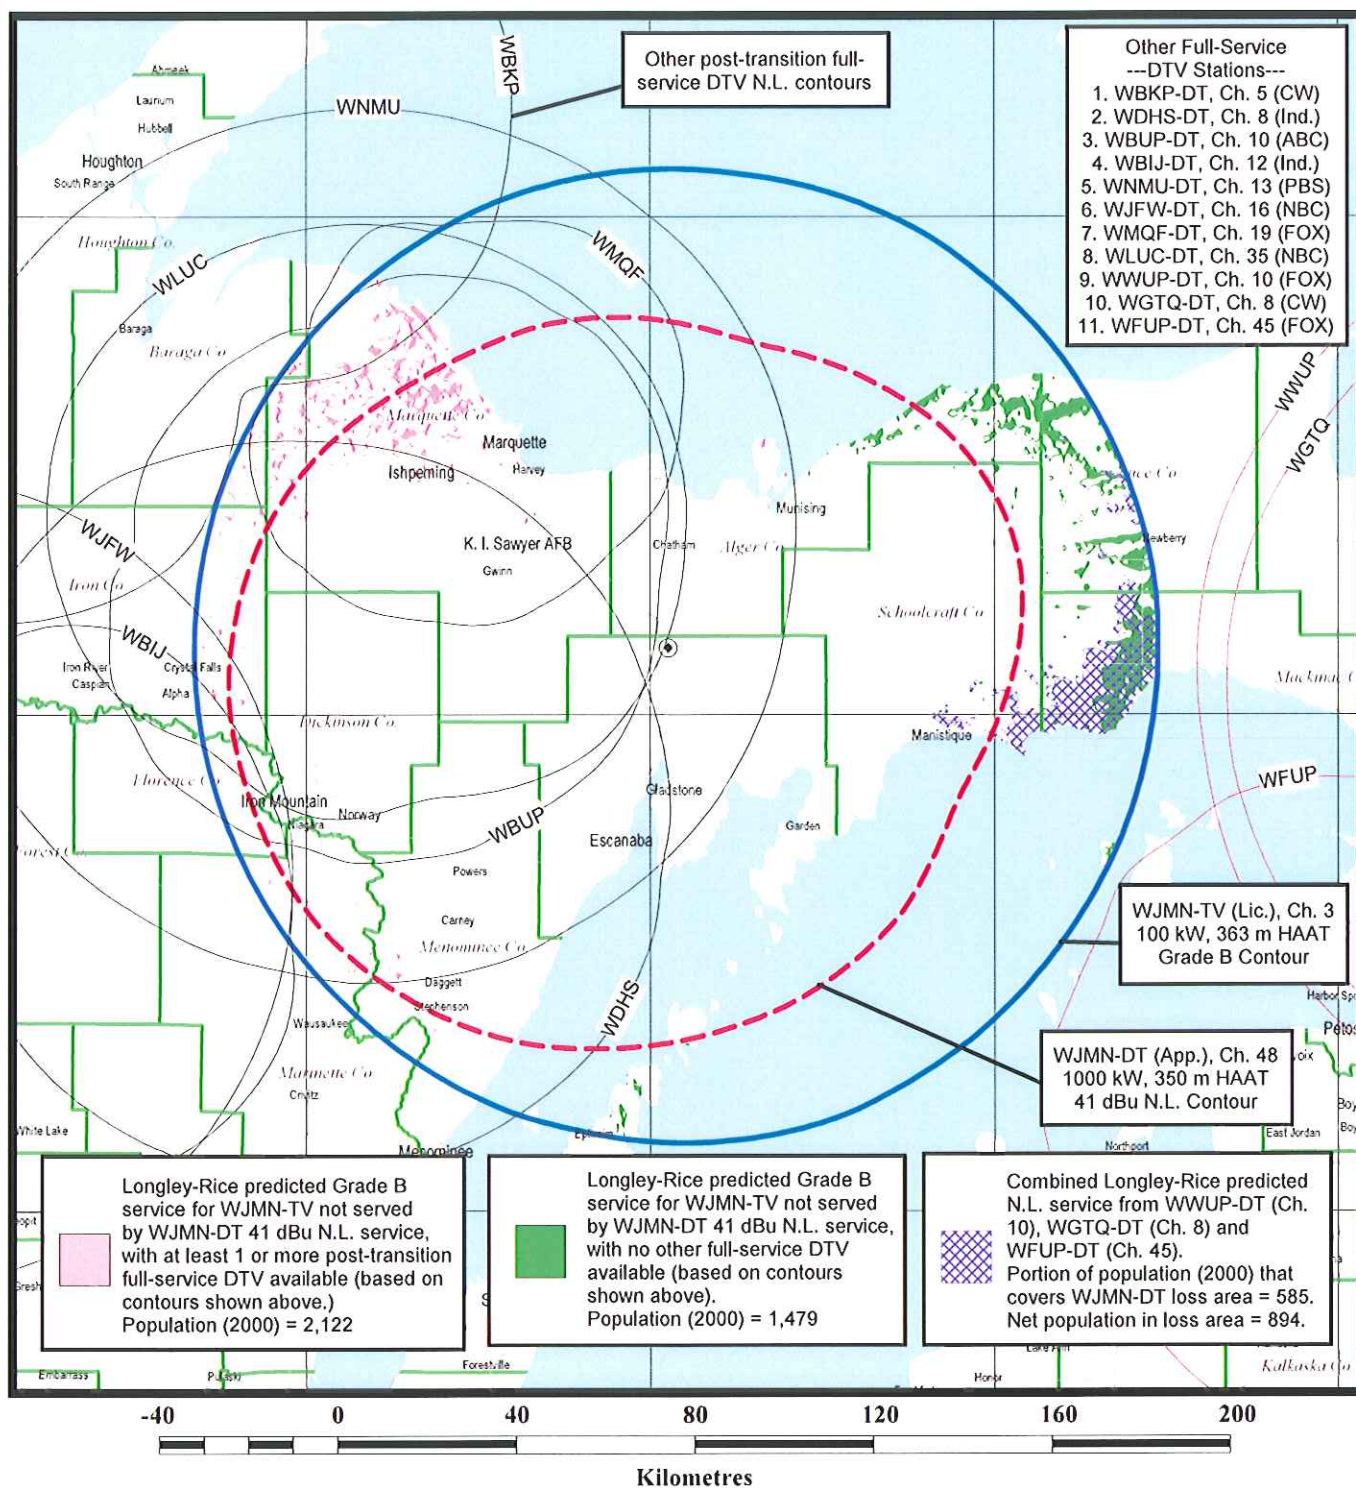 Other post-transition full-
service DTV N.L. contours
Other Full-Service
---DTV Stations---
1. WBKP-DT, Ch. 5 (CW)
2. WDHS-DT, Ch. 8 (Ind.)
3. WBUP-DT, Ch. 10 (ABC)
4. WBIJ-DT, Ch. 12 (Ind.)
5. WNMU-DT, Ch. 13 (PBS)
6. WJFW-DT, Ch. 16 (NBC)
7. WMQF-DT, Ch. 19 (FOX)
8. WLUC-DT, Ch. 35 (NBC)
9. WWUP-DT, Ch. 10 (FOX)
10. WGTQ-DT, Ch. 8 (CW)
11. WFUP-DT, Ch. 45 (FOX)
WBKP
WNMU
Ahmeek
Laurium
Hubbell
Houghton
South Range
Houghton Co.
WLUC
WMQF
Baraga
Baraga Co
WWUP
WGTQ
Marquette Co
Marquette
Ishpeming
Harvey
Munising
K. I. Sawyer AFB
Gwinn
Chatham
Alger Co
Newberry
WJFW
Iron Co
Schoolcraft Co
WBIJ
Iron River
Caspian
Crystal Falls
Alpha
Mackinac Co
Dickinson Co.
Manistique
Florence Co
WFUP
Iron Mountain
Niagara
Norway
WBUP
Gladstone
Escanaba
Garden
Forest Co.
Powers
Carney
Menominee Co
Daggett
Stephenson
Wausaukee
WDHS
WJMN-TV (Lic.), Ch. 3
100 kW, 363 m HAAT
Grade B Contour
Harbor Spr
Petos
voix
WJMN-DT (App.), Ch. 48
1000 kW, 350 m HAAT
41 dBu N.L. Contour
Marinette Co
Crivitz
White Lake
Ephraim
Menominee
Boy
Boy
East Jordan
Northport
Longley-Rice predicted Grade B
service for WJMN-TV not served
by WJMN-DT 41 dBu N.L. service,
with at least 1 or more post-transition
full-service DTV available (based on
contours shown above.)
Population (2000) = 2,122
Longley-Rice predicted Grade B
service for WJMN-TV not served
by WJMN-DT 41 dBu N.L. service,
with no other full-service DTV
available (based on contours
shown above).
Population (2000) = 1,479
Combined Longley-Rice predicted
N.L. service from WWUP-DT (Ch.
10), WGTQ-DT (Ch. 8) and
WFUP-DT (Ch. 45).
Portion of population (2000) that
covers WJMN-DT loss area = 585.
Net population in loss area = 894.
Embarrass
Pulaski
Forestville
Honor
Kalkaska Co
-40 0 40 80 120 160 200
Kilometres